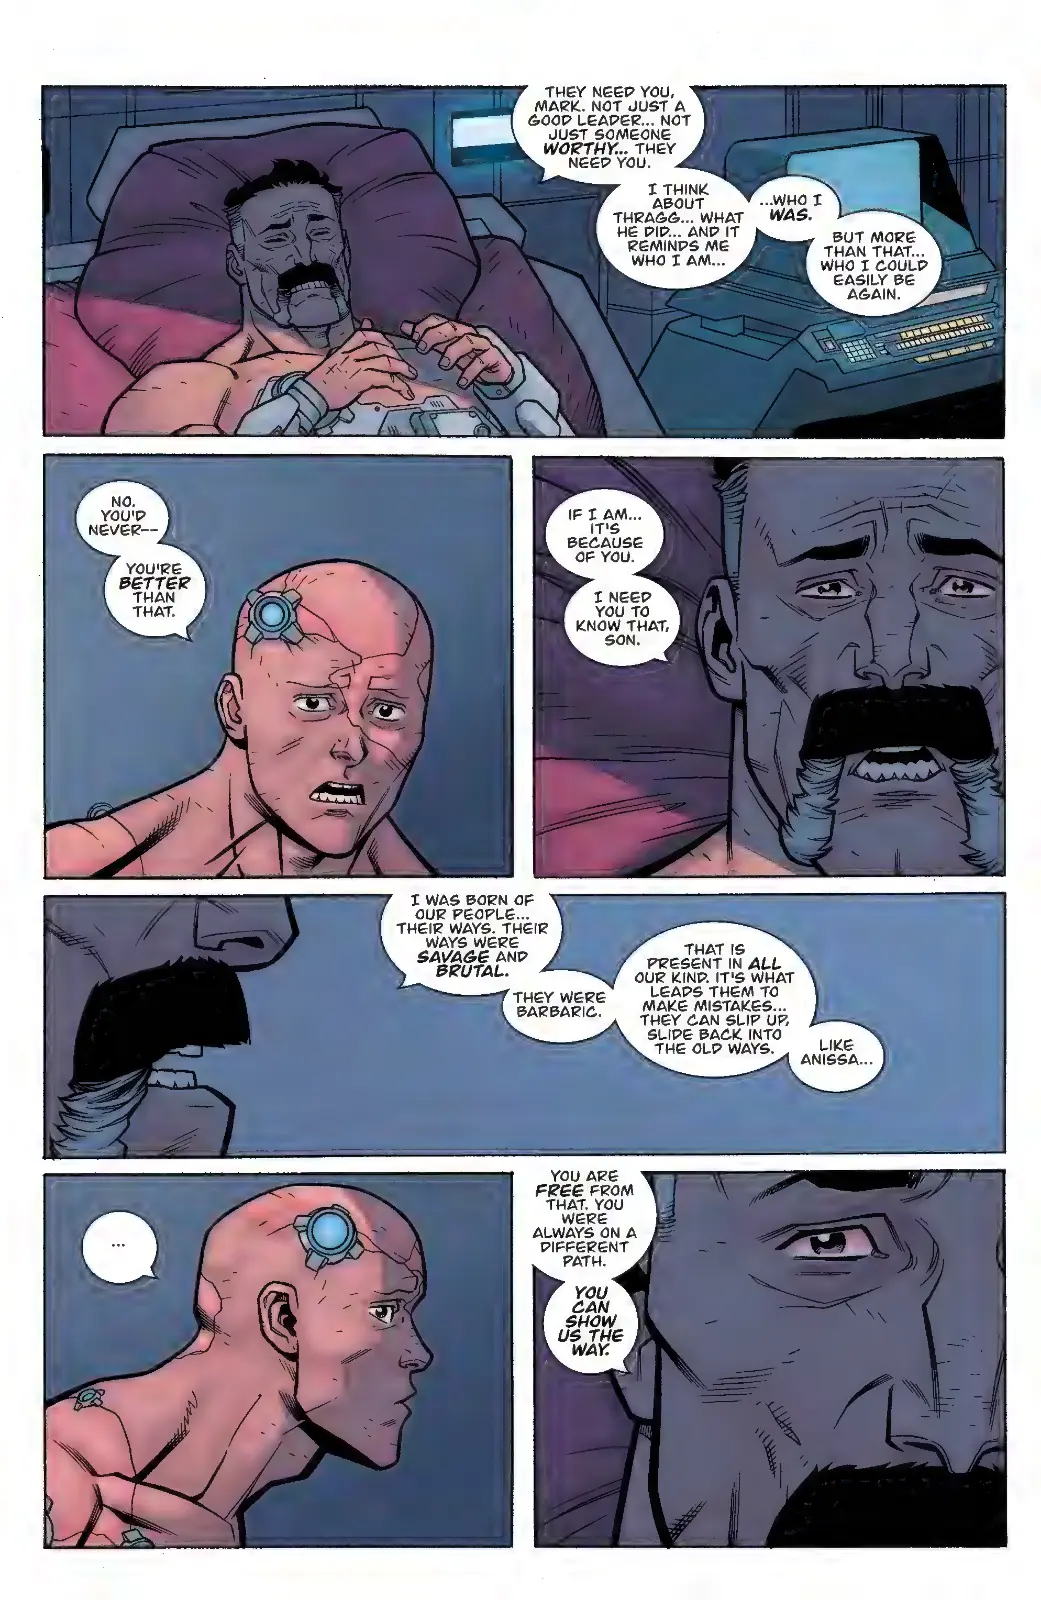 THEY NEED YOU,
MARK. NOT JUST A
GOOD LEADER... NOT
JUST SOMEONE
WORTHY... THEY
NEED YOU.
I THINK
ABOUT
THRAGG... WHAT
HE DID... AND IT
REMINDS ME
WHO I AM...
...WHO I
WAS.
BUT MORE
THAN THAT...
WHO I COULD
EASILY BE
AGAIN.
NO.
YOU'D
NEVER--
YOU'RE
BETTER
THAN
THAT.
IF I AM...
IT'S
BECAUSE
OF YOU.
I NEED
YOU TO
KNOW THAT,
SON.
I WAS BORN OF
OUR PEOPLE...
THEIR WAYS. THEIR
WAYS WERE
SAVAGE AND
BRUTAL.
THEY WERE
BARBARIC.
THAT IS
PRESENT IN ALL
OUR KIND. IT'S WHAT
LEADS THEM TO
MAKE MISTAKES...
THEY CAN SLIP UP,
SLIDE BACK INTO
THE OLD WAYS.
LIKE
ANISSA...
...
YOU ARE
FREE FROM
THAT. YOU
WERE
ALWAYS ON A
DIFFERENT
PATH.
YOU
CAN
SHOW
US THE
WAY.